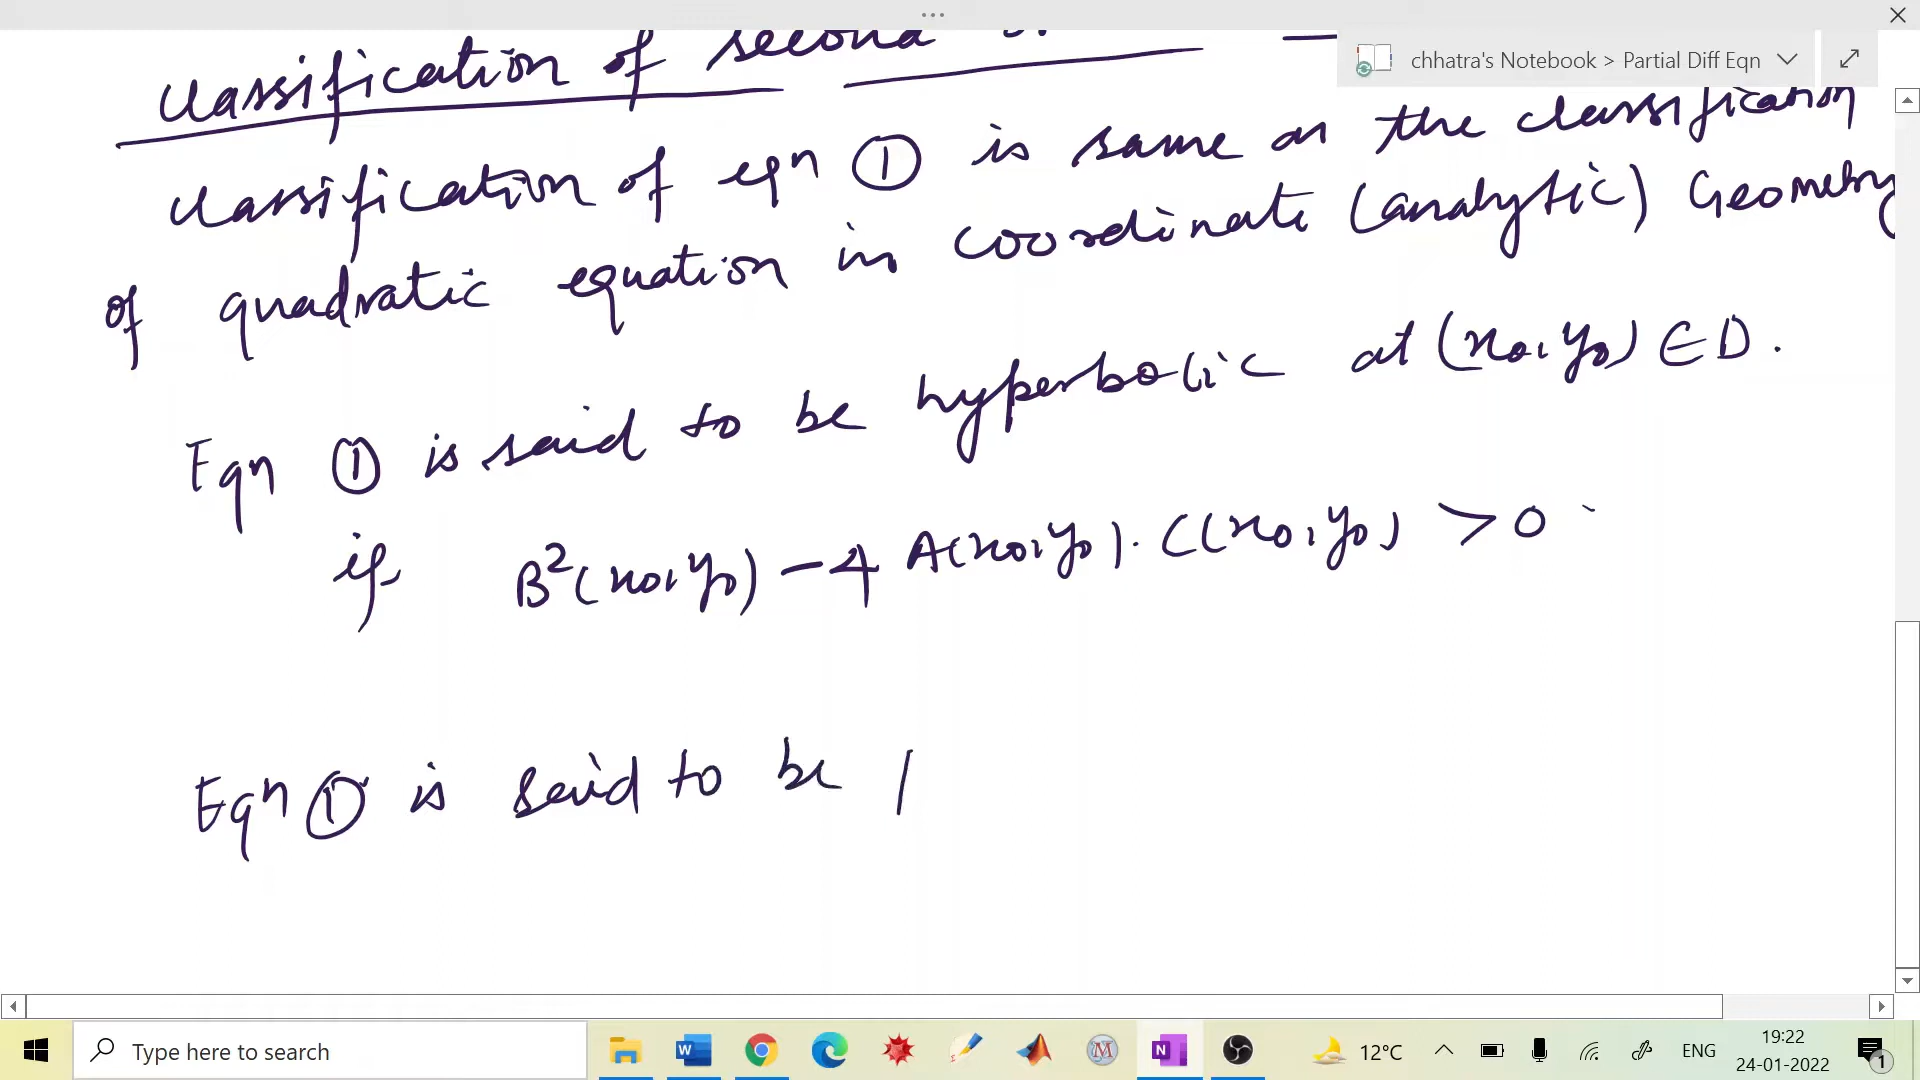 chhatra's Notebook > Partial Diff Eqn
Classification of second
Classification of eqn ① is same as the classification
of quadratic equation in coordinate (analytic) Geometry
Eqn ① is said to be hyperbolic at (x₀, y₀) ∈ D.
if B²(x₀, y₀) - 4 A(x₀, y₀). C(x₀, y₀) > 0
Eqn ① is said to be
Type here to search
12°C
ENG
19:22
24-01-2022
1